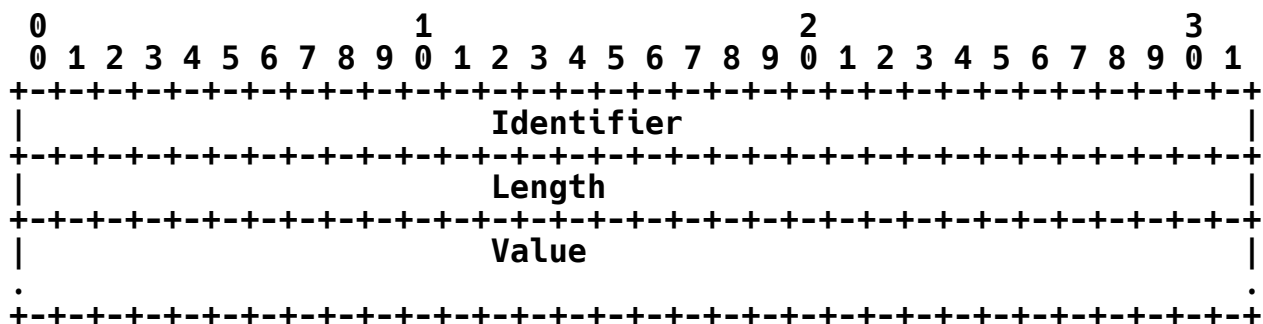 0                   1                   2                   3
 0 1 2 3 4 5 6 7 8 9 0 1 2 3 4 5 6 7 8 9 0 1 2 3 4 5 6 7 8 9 0 1
+-+-+-+-+-+-+-+-+-+-+-+-+-+-+-+-+-+-+-+-+-+-+-+-+-+-+-+-+-+-+-+-+
|                        Identifier                             |
+-+-+-+-+-+-+-+-+-+-+-+-+-+-+-+-+-+-+-+-+-+-+-+-+-+-+-+-+-+-+-+-+
|                        Length                                 |
+-+-+-+-+-+-+-+-+-+-+-+-+-+-+-+-+-+-+-+-+-+-+-+-+-+-+-+-+-+-+-+-+
|                        Value                                  |
.                                                               .
+-+-+-+-+-+-+-+-+-+-+-+-+-+-+-+-+-+-+-+-+-+-+-+-+-+-+-+-+-+-+-+-+